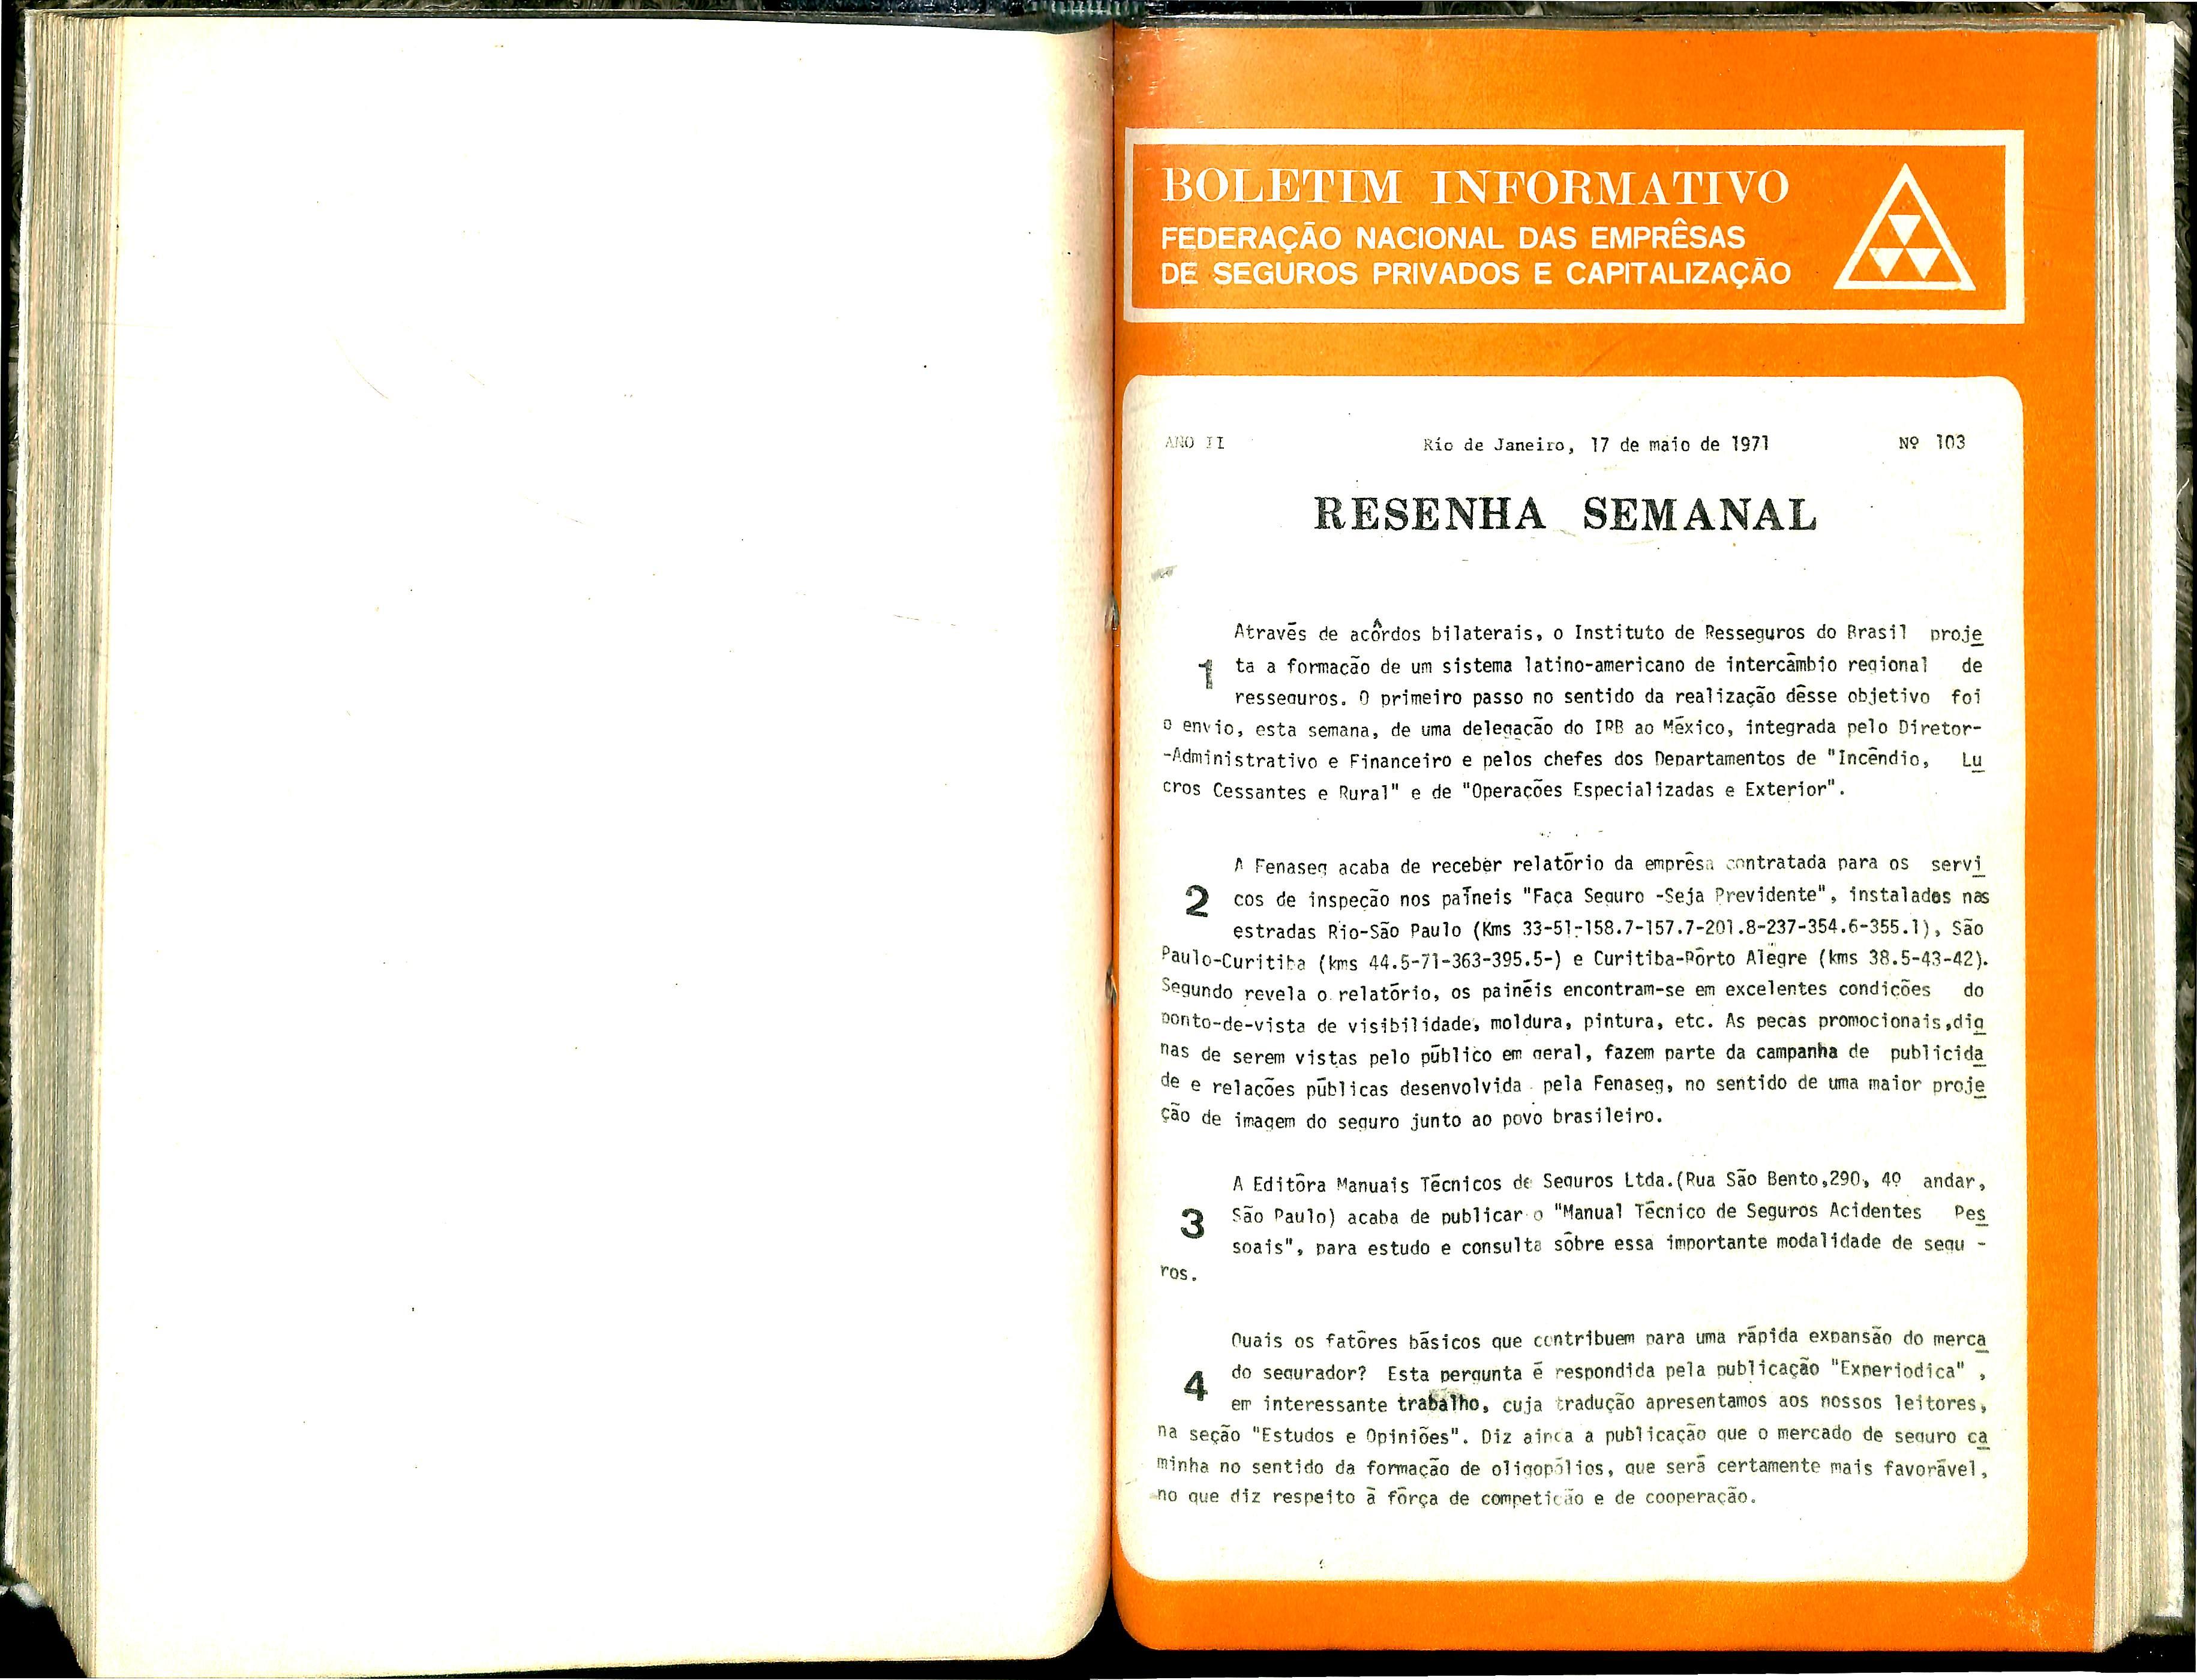 BOLETIM INFORMATIVO
FEDERAÇÃO NACIONAL DAS EMPRÊSAS
DE SEGUROS PRIVADOS E CAPITALIZAÇÃO
ANO II Rio de Janeiro, 17 de maio de 1971 Nº 103
RESENHA SEMANAL
Através de acôrdos bilaterais, o Instituto de Resseguros do Brasil proje
1 ta a formação de um sistema latino-americano de intercâmbio regional de
resseguros. O primeiro passo no sentido da realização dêsse objetivo foi
o envio, esta semana, de uma delegação do IRB ao México, integrada pelo Diretor-
-Administrativo e Financeiro e pelos chefes dos Departamentos de "Incêndio, Lu
cros Cessantes e Rural" e de "Operações Especializadas e Exterior".
A Fenaseg acaba de receber relatório da emprêsa contratada para os servi
2 cos de inspeção nos paíneis "Faca Seguro -Seja Previdente", instalados nas
estradas Rio-São Paulo (Kms 33-51-158.7-157.7-201.8-237-354.6-355.1), São
Paulo-Curitiba (kms 44.5-71-363-395.5-) e Curitiba-Pôrto Alegre (kms 38.5-43-42).
Segundo revela o relatório, os painéis encontram-se em excelentes condições do
ponto-de-vista de visibilidade, moldura, pintura, etc. As pecas promocionais,dig
nas de serem vistas pelo público em geral, fazem parte da campanha de publicida
de e relações públicas desenvolvida pela Fenaseg, no sentido de uma maior proje
ção de imagem do seguro junto ao povo brasileiro.
A Editôra Manuais Técnicos de Seguros Ltda.(Rua São Bento,290, 4º andar,
3 São Paulo) acaba de publicar o "Manual Técnico de Seguros Acidentes Pes
soais", para estudo e consulta sôbre essa importante modalidade de segu -
ros.
Quais os fatôres básicos que contribuem para uma rápida expansão do merca
4 do segurador? Esta pergunta é respondida pela publicação "Experiodica" ,
em interessante trabalho, cuja tradução apresentamos aos nossos leitores,
na seção "Estudos e Opiniões". Diz ainda a publicação que o mercado de seguro ca
minha no sentido da formação de oligopólios, que será certamente mais favorável,
no que diz respeito à fôrça de competição e de cooperação.